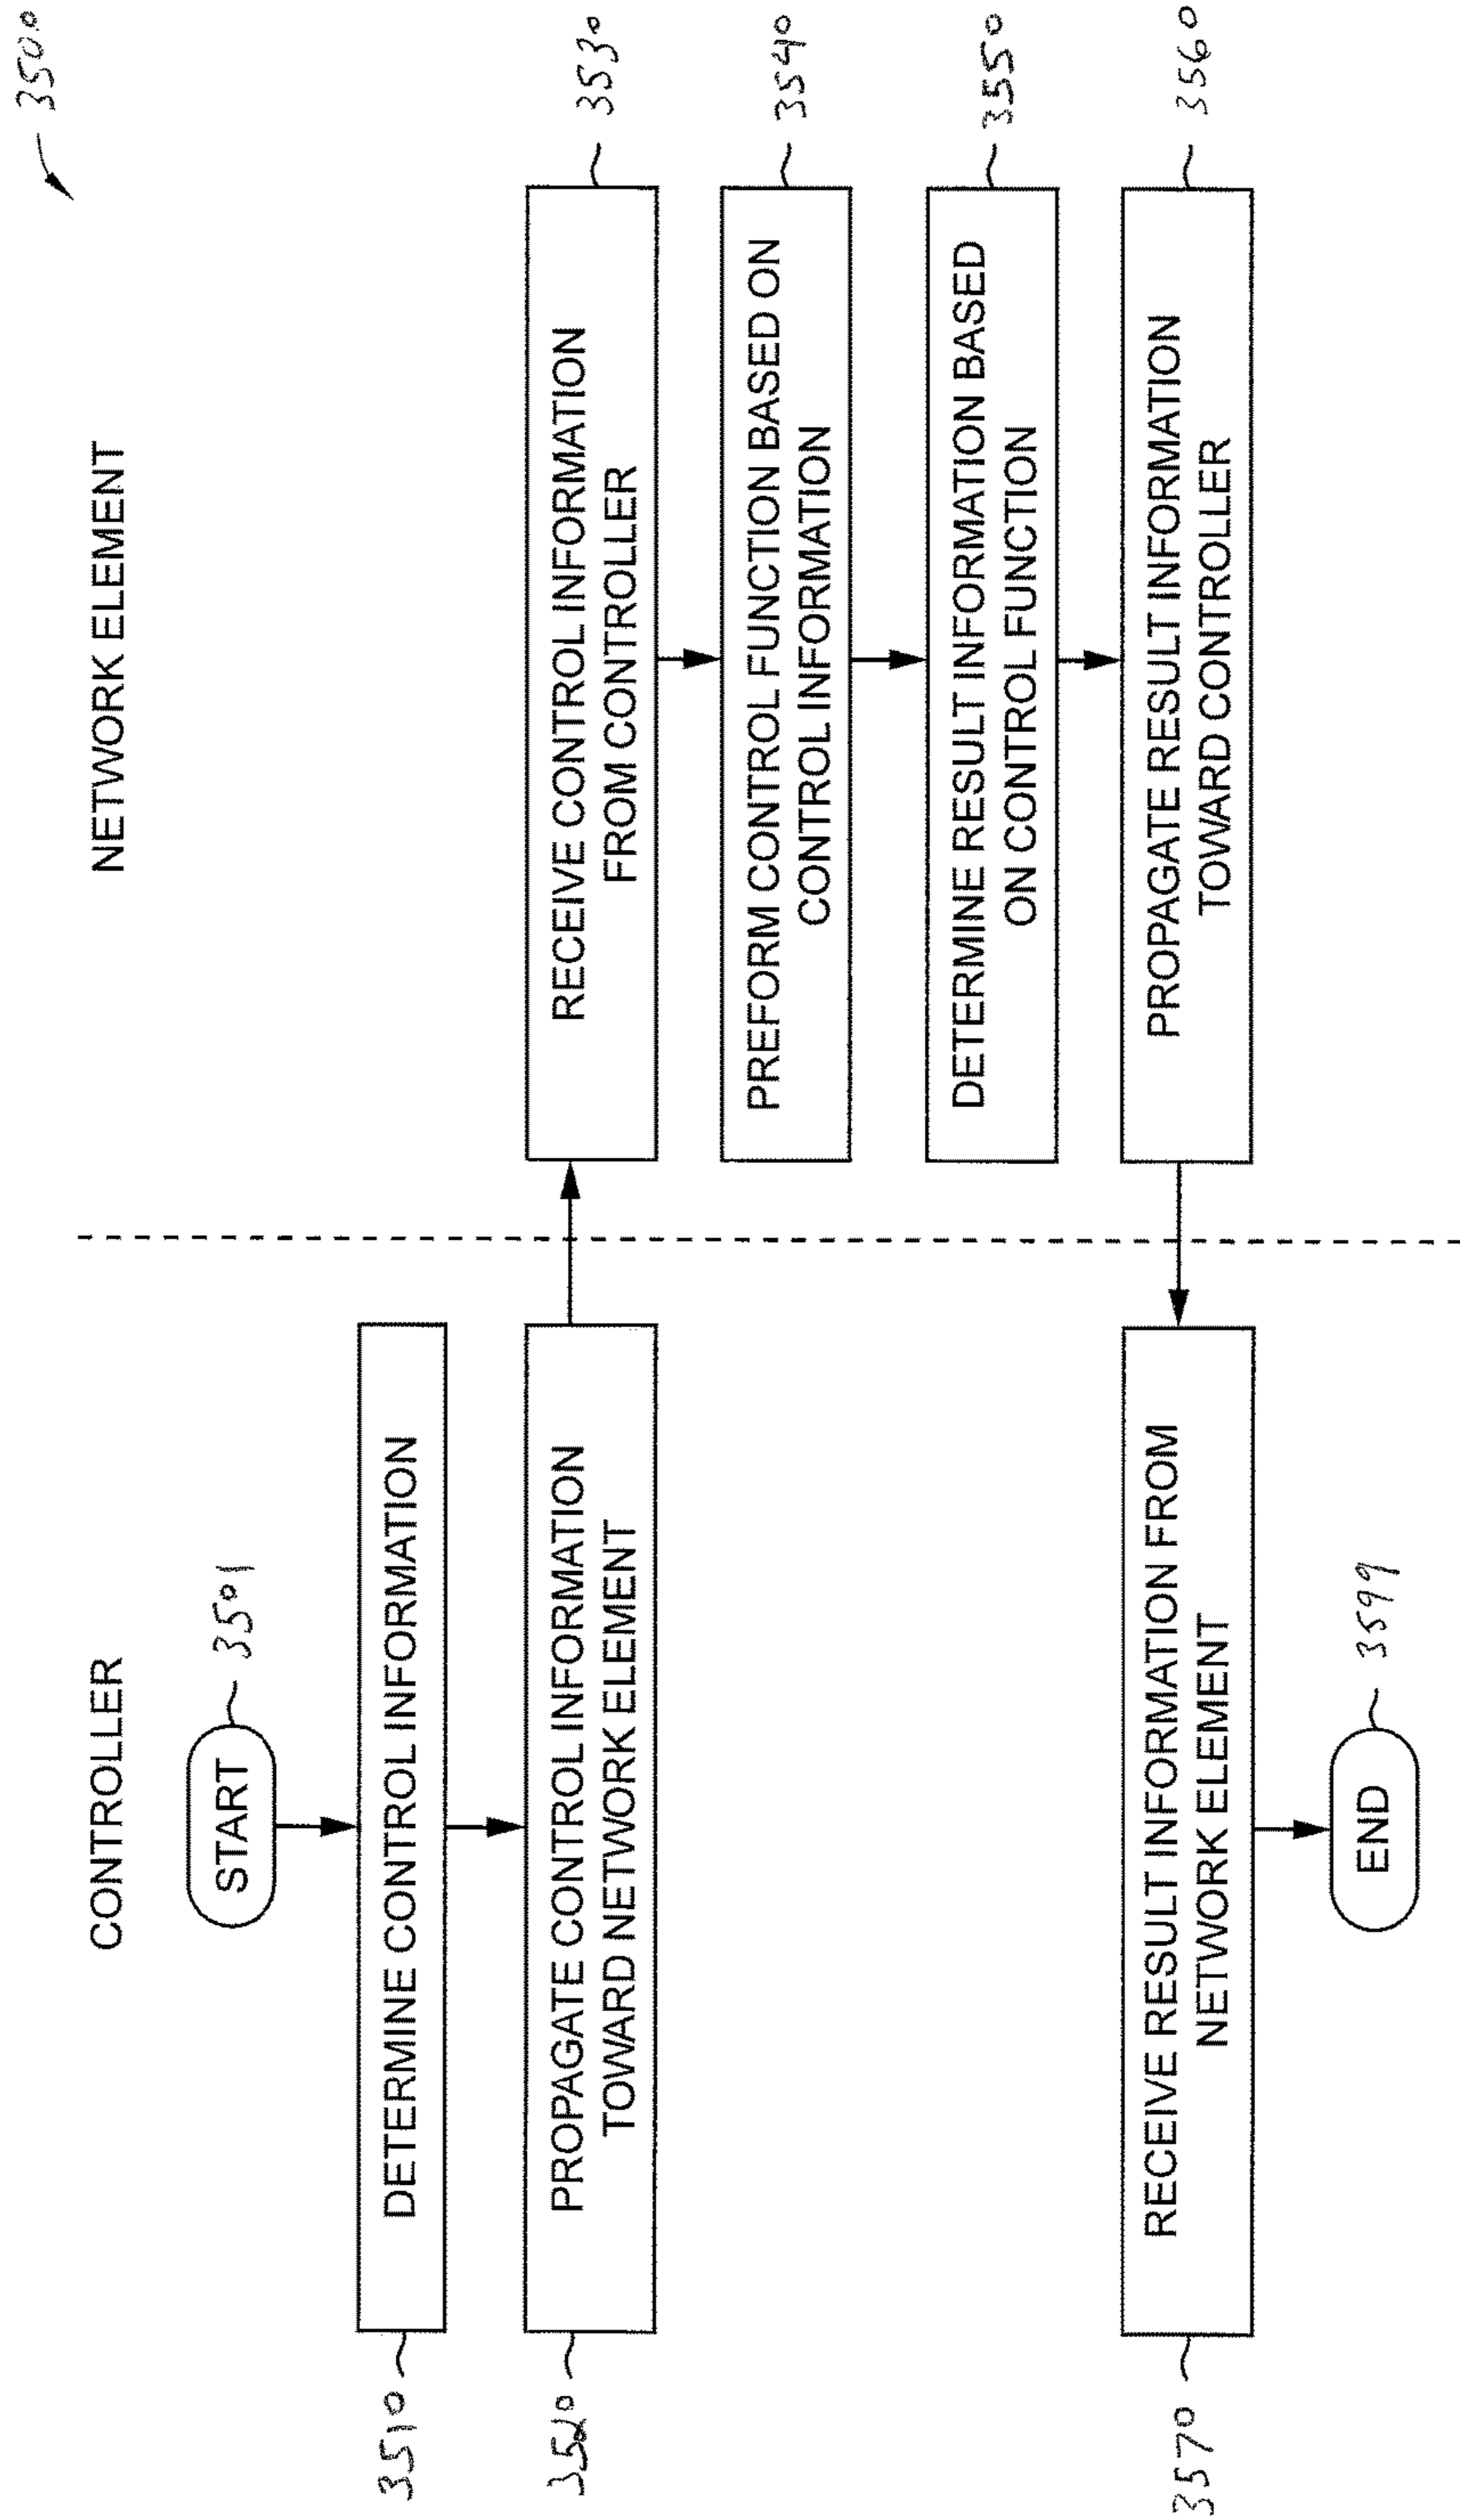 3500
CONTROLLER
NETWORK ELEMENT
START
3501
3510
DETERMINE CONTROL INFORMATION
3520
PROPAGATE CONTROL INFORMATION
TOWARD NETWORK ELEMENT
RECEIVE CONTROL INFORMATION
FROM CONTROLLER
3530
PREFORM CONTROL FUNCTION BASED ON
CONTROL INFORMATION
3540
DETERMINE RESULT INFORMATION BASED
ON CONTROL FUNCTION
3550
PROPAGATE RESULT INFORMATION
TOWARD CONTROLLER
3560
3570
RECEIVE RESULT INFORMATION FROM
NETWORK ELEMENT
END
3599